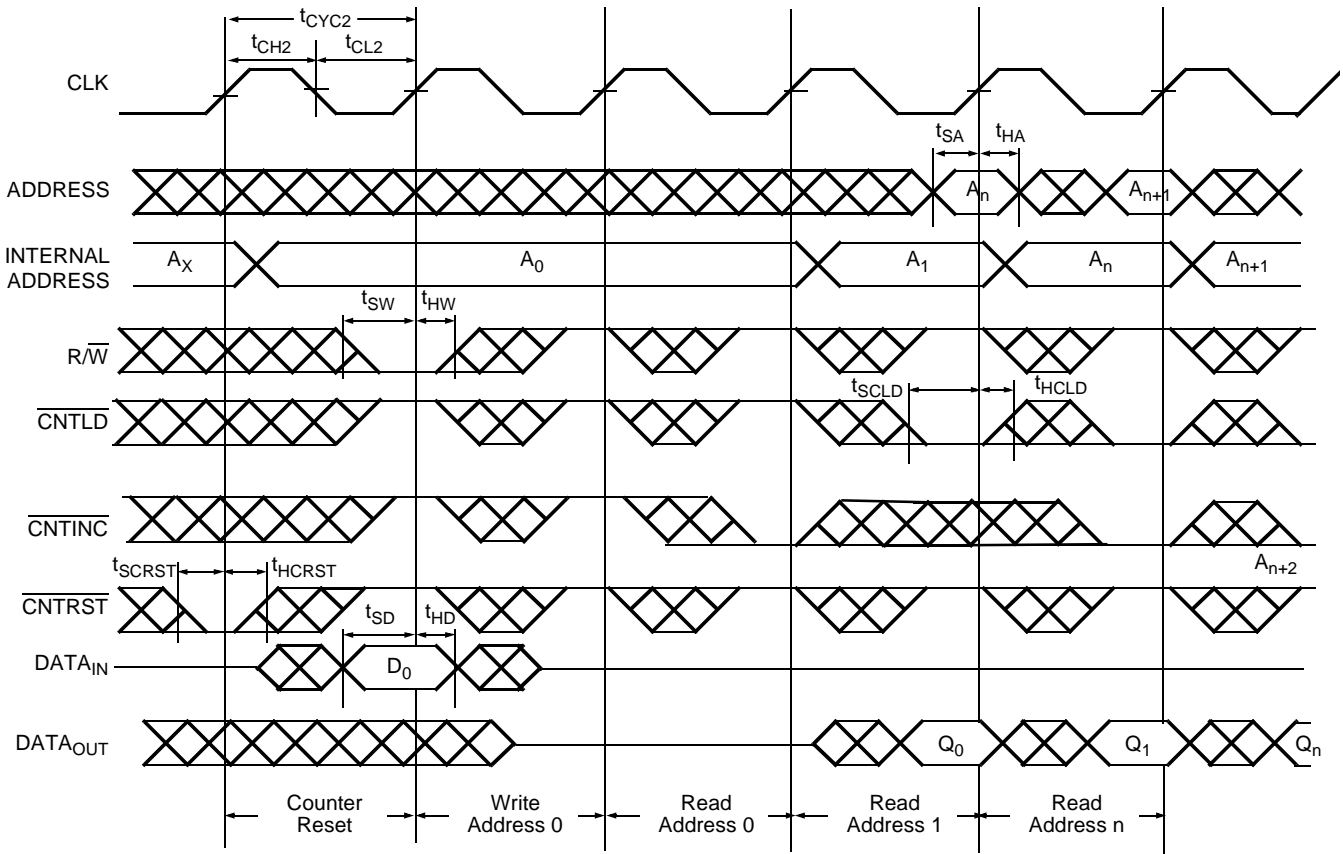 tCYC2
tCH2
tCL2
CLK
tSA
tHA
ADDRESS
An
An+1
INTERNAL
ADDRESS
AX
A0
A1
An
An+1
tSW
tHW
R/W̅
tSCLD
tHCLD
CNTLD
CNTINC
An+2
tSCRST
tHCRST
CNTRST
tSD
tHD
DATAIN
D0
DATAOUT
Q0
Q1
Qn
Counter
Reset
Write
Address 0
Read
Address 0
Read
Address 1
Read
Address n